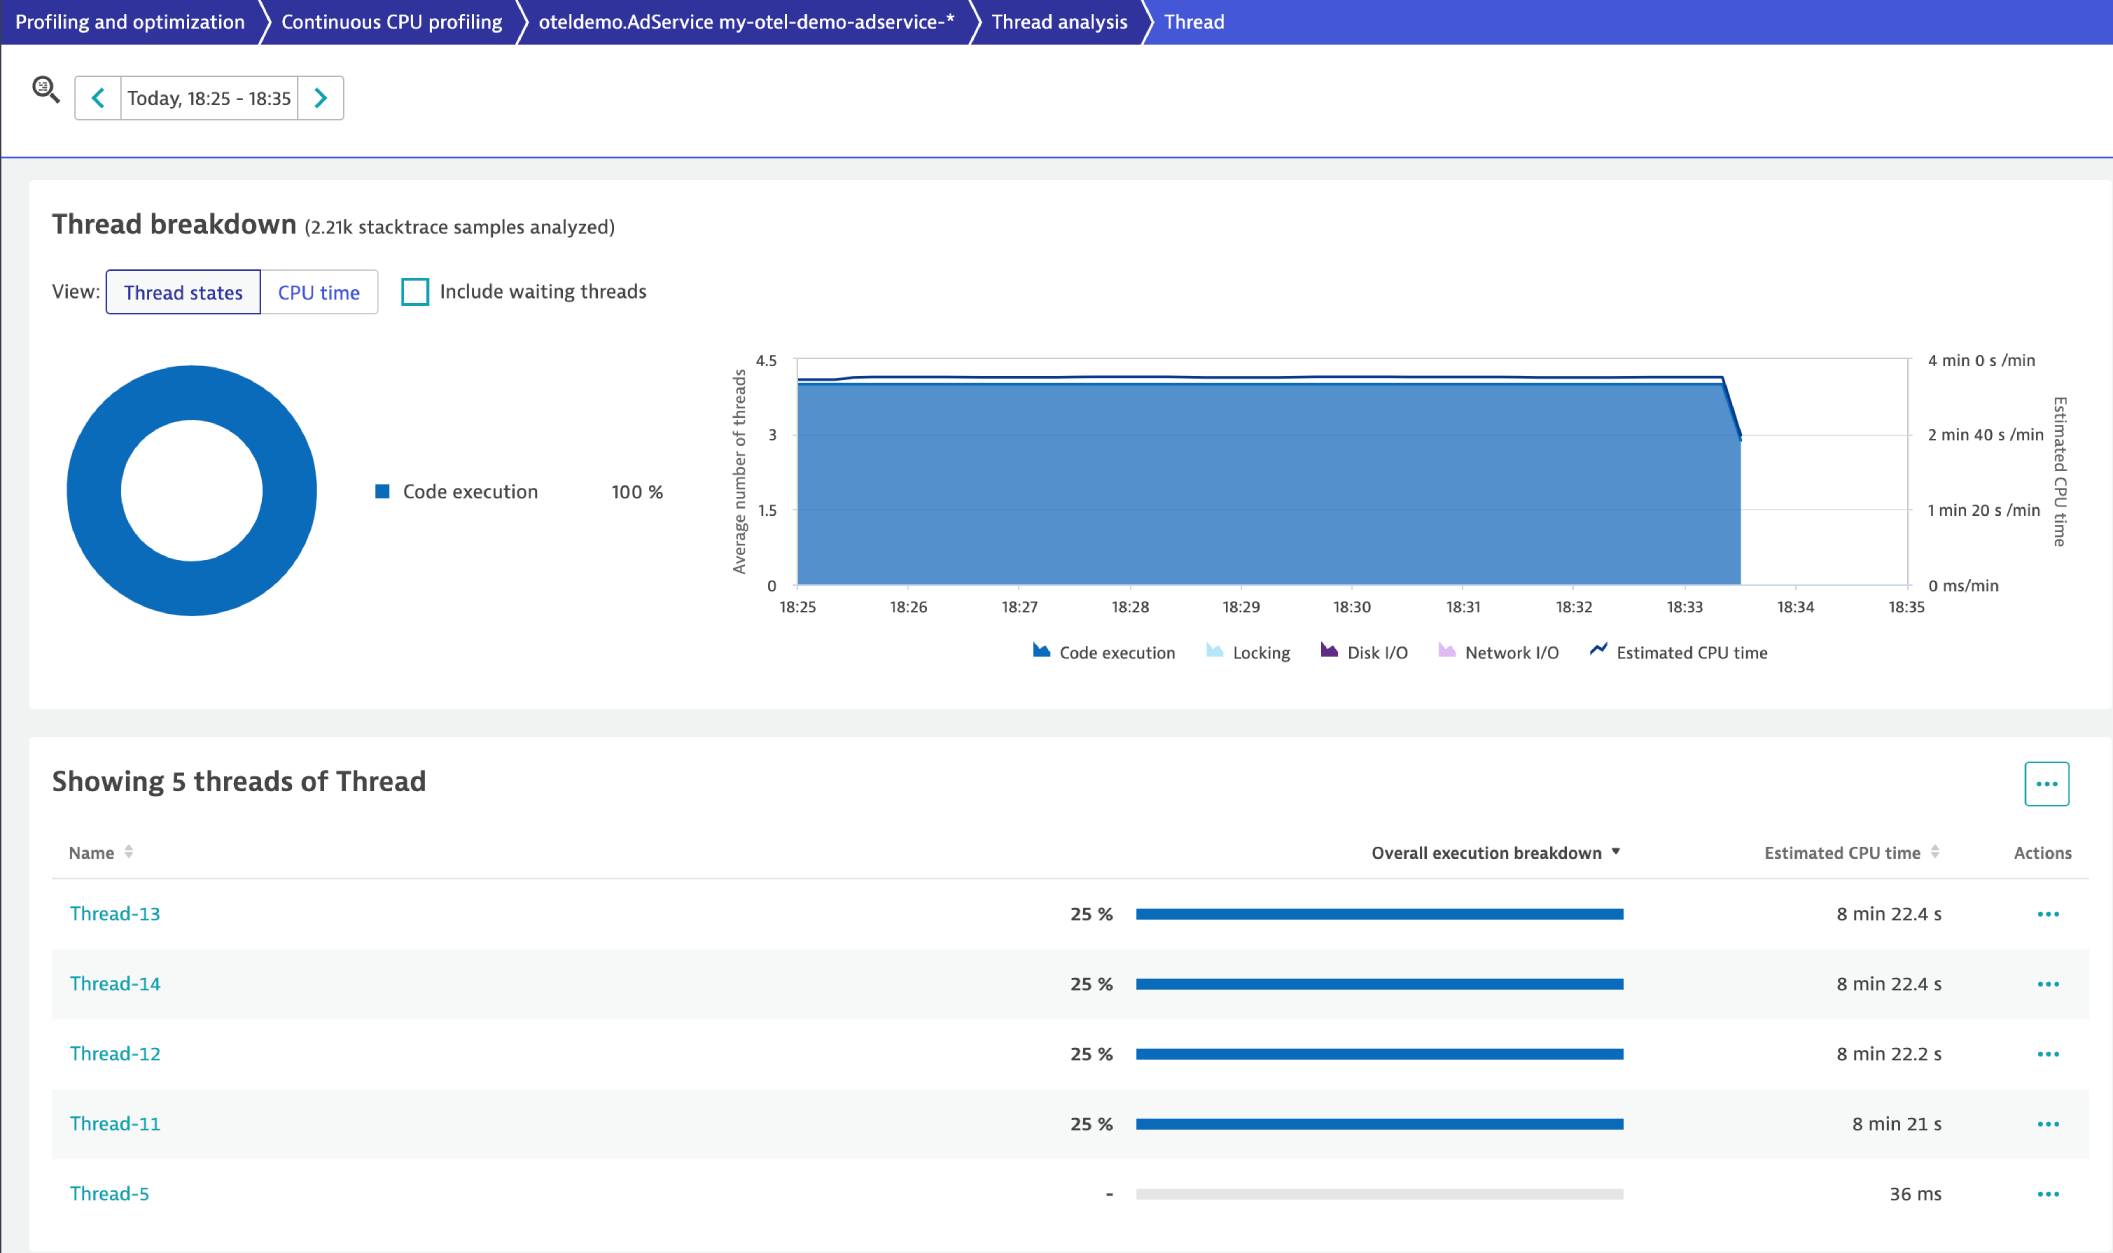 Profiling and optimization Continuous CPU profiling oteldemo.AdService my-otel-demo-adservice-* Thread analysis Thread
Today, 18:25 - 18:35
Thread breakdown (2.21k stacktrace samples analyzed)
View: Thread states CPU time Include waiting threads
Code execution 100 %
Average number of threads
4.5
3
1.5
0
4 min 0 s /min
2 min 40 s /min
1 min 20 s /min
0 ms/min
Estimated CPU time
18:25 18:26 18:27 18:28 18:29 18:30 18:31 18:32 18:33 18:34 18:35
Code execution Locking Disk I/O Network I/O Estimated CPU time
Showing 5 threads of Thread
Name Overall execution breakdown Estimated CPU time Actions
Thread-13 25 % 8 min 22.4 s
Thread-14 25 % 8 min 22.4 s
Thread-12 25 % 8 min 22.2 s
Thread-11 25 % 8 min 21 s
Thread-5 - 36 ms